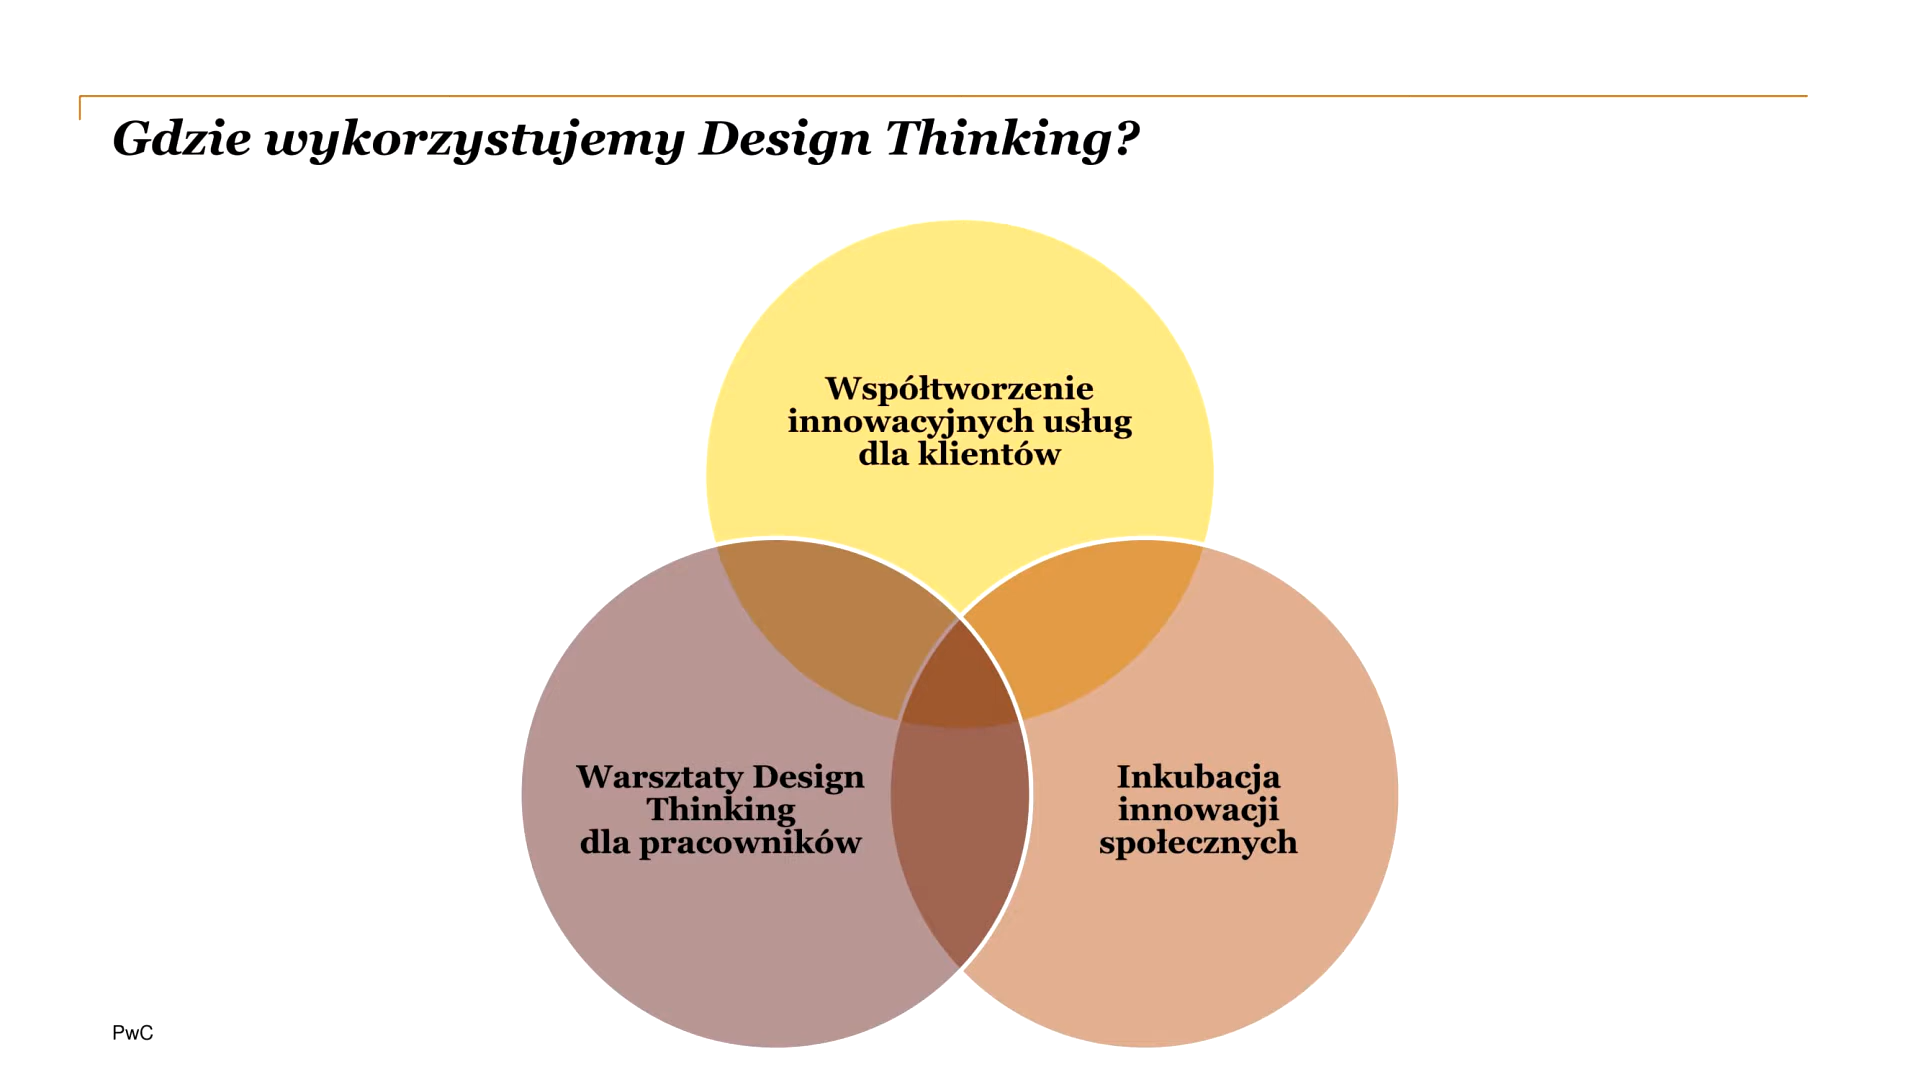 Gdzie wykorzystujemy Design Thinking?
Współtworzenie
innowacyjnych usług
dla klientów
Warsztaty Design
Thinking
dla pracowników
Inkubacja
innowacji
społecznych
PwC